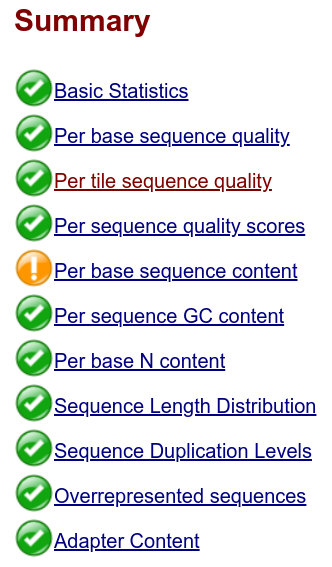 Summary
Basic Statistics
Per base sequence quality
Per tile sequence quality
Per sequence quality scores
Per base sequence content
Per sequence GC content
Per base N content
Sequence Length Distribution
Sequence Duplication Levels
Overrepresented sequences
Adapter Content